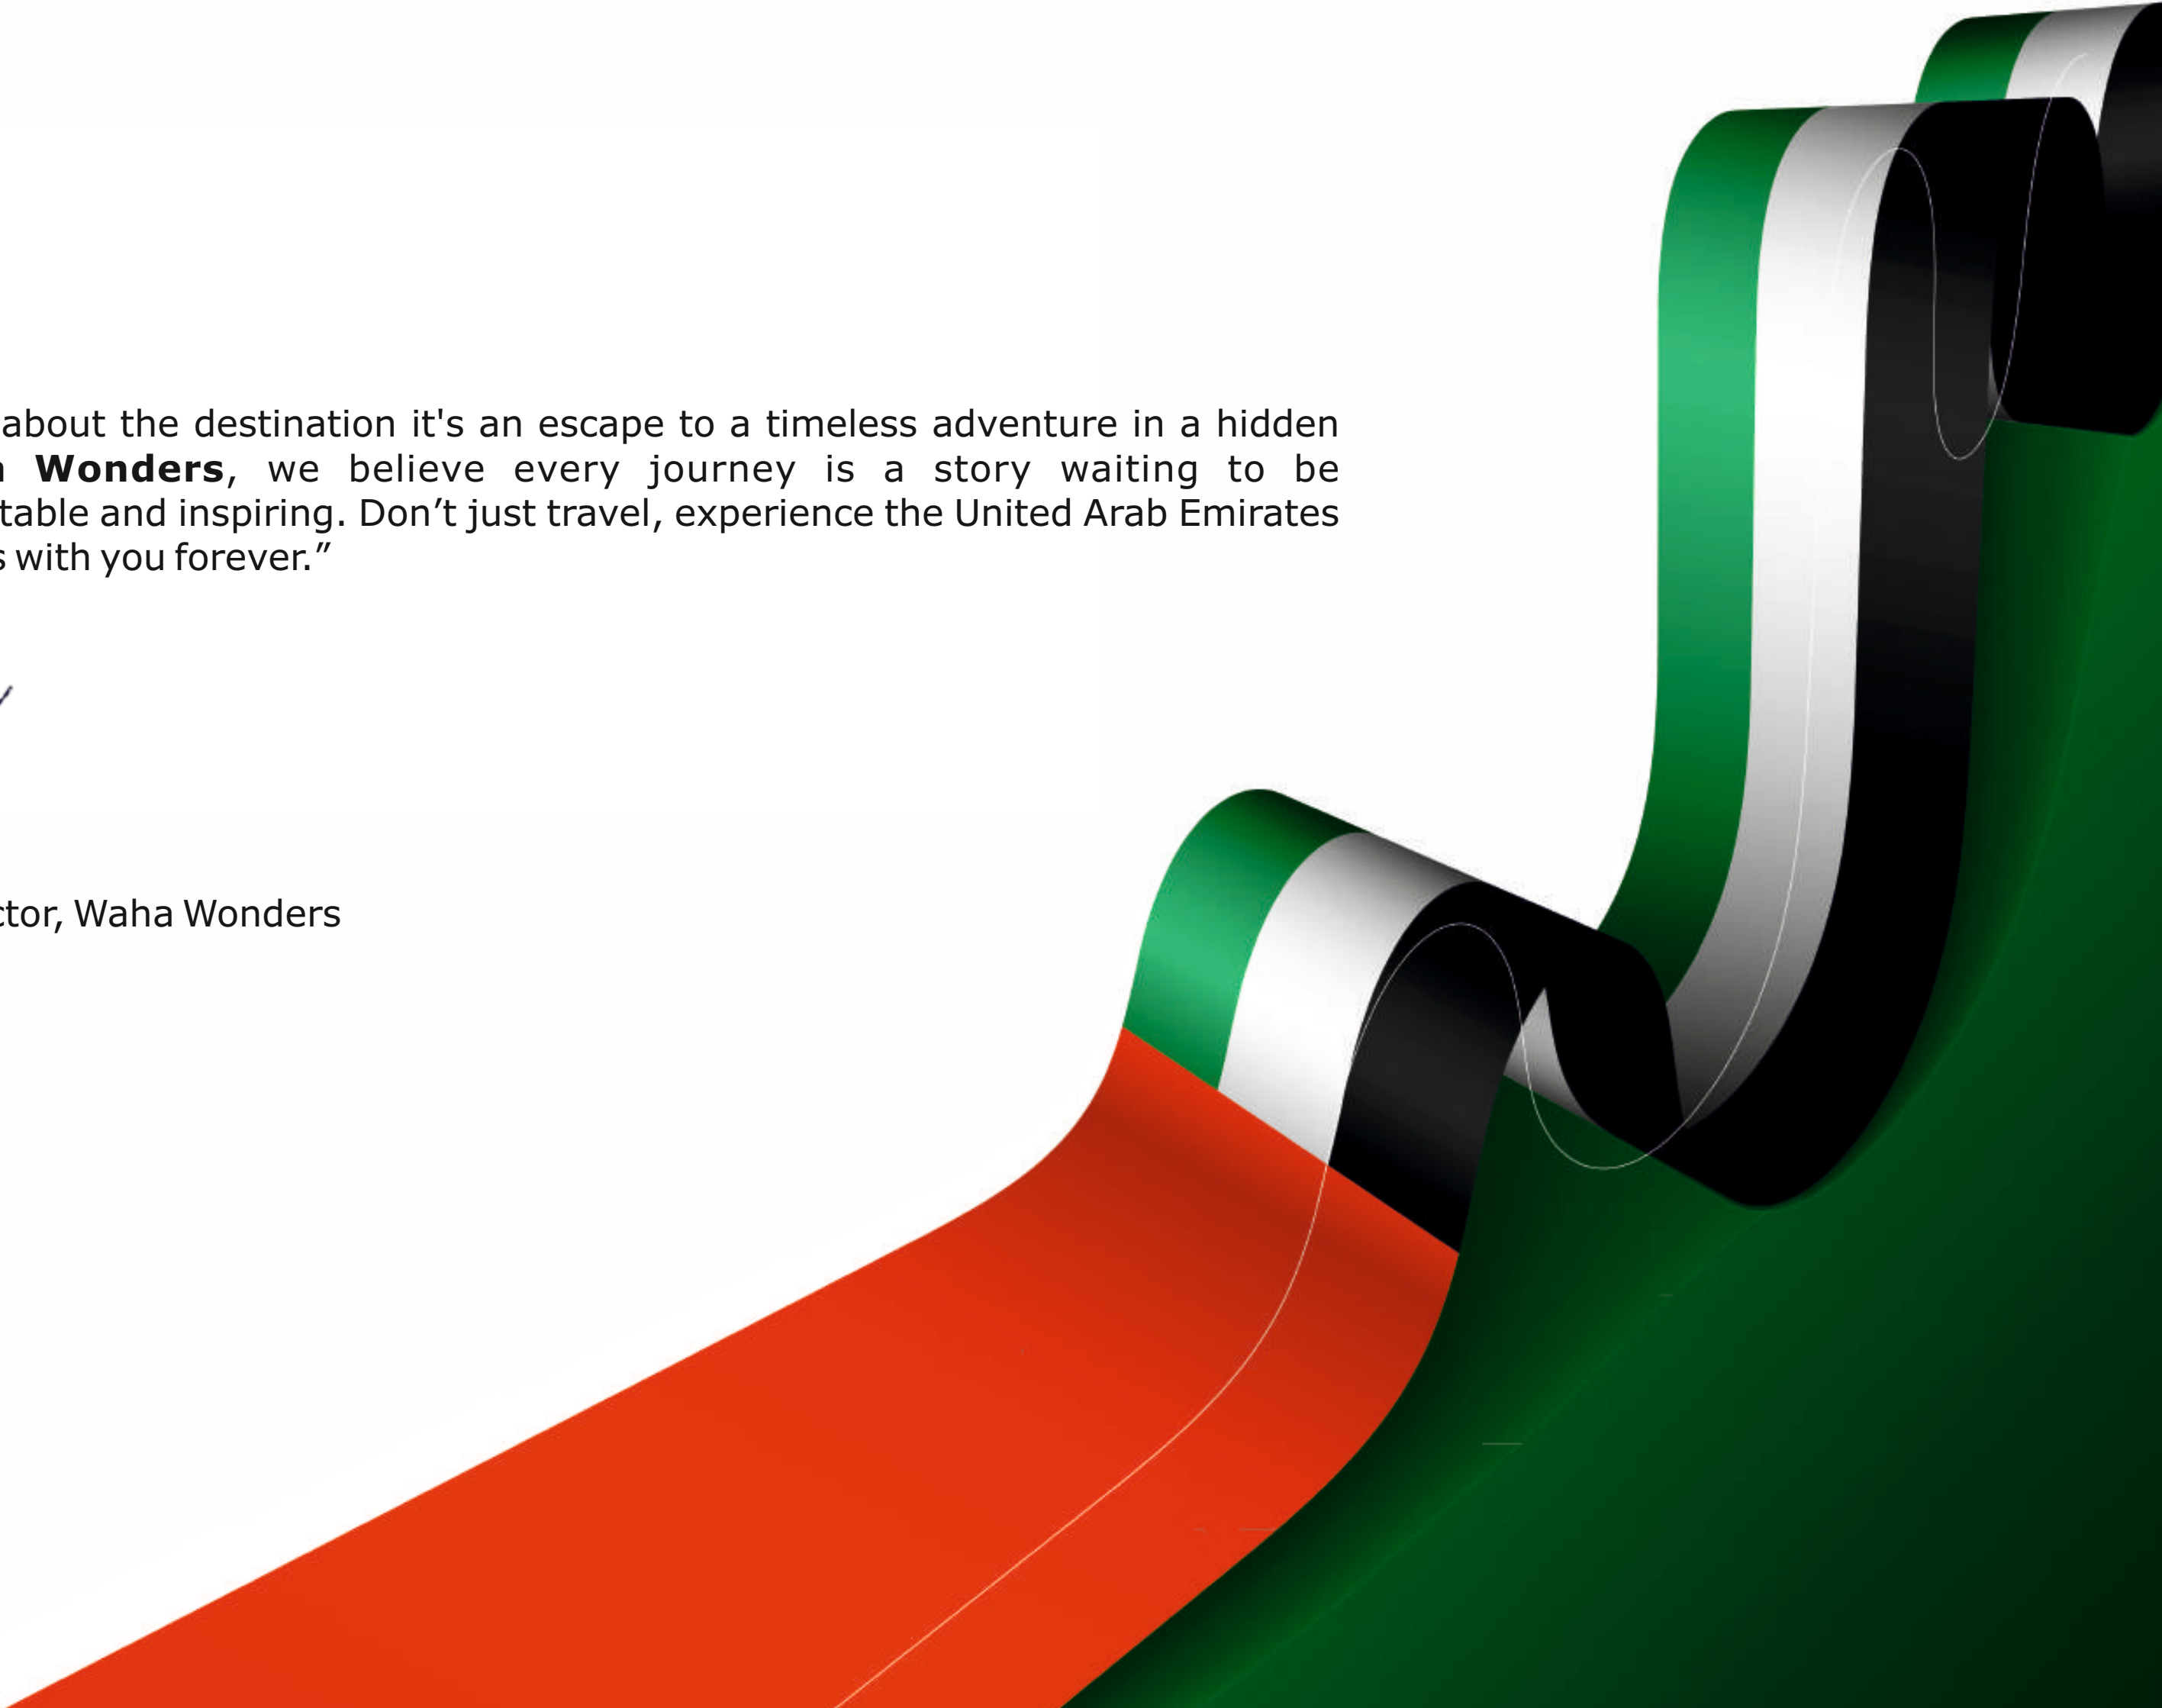 about the destination it's an escape to a timeless adventure in a hidden
Wonders, we believe every journey is a story waiting to be
table and inspiring. Don’t just travel, experience the United Arab Emirates
s with you forever.”
ctor, Waha Wonders